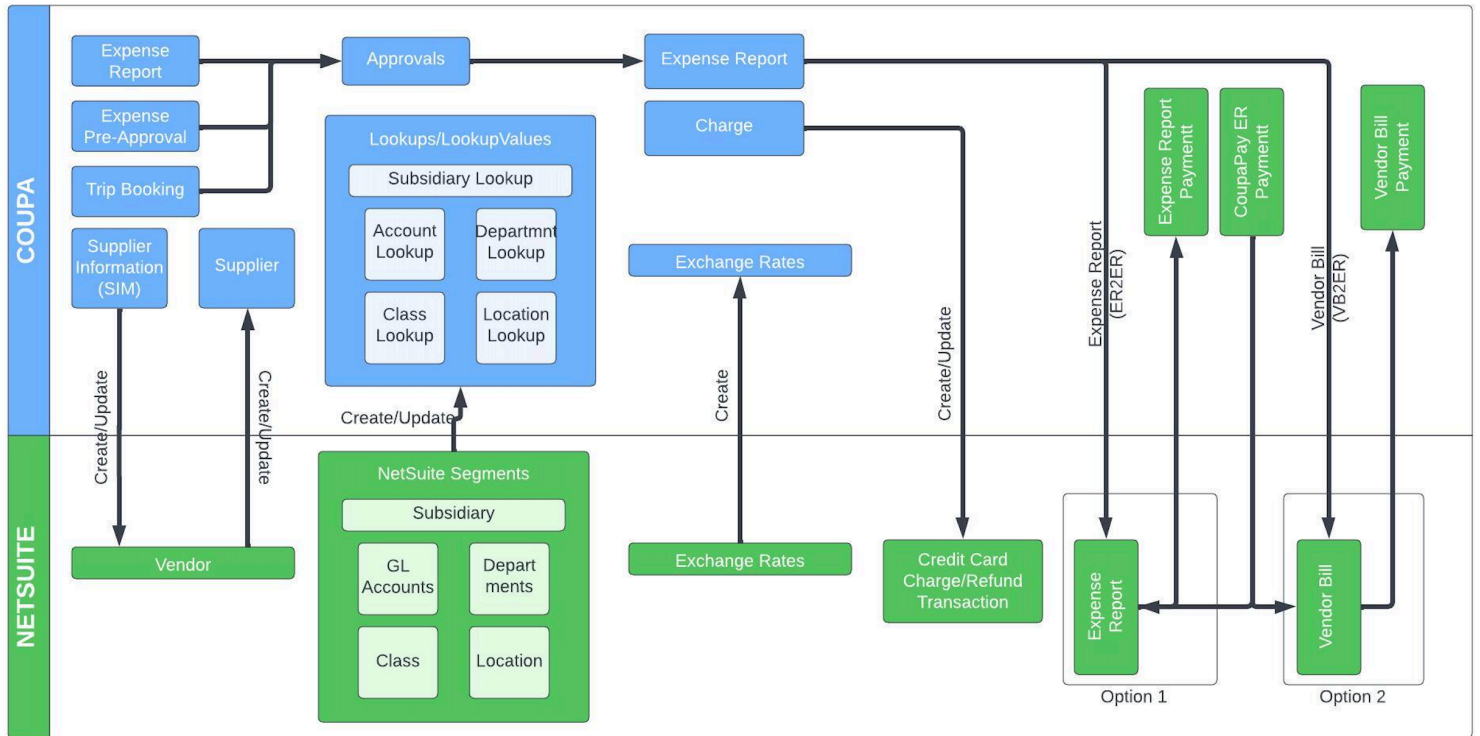 COUPA
Expense
Report
Expense
Pre-Approval
Trip Booking
Approvals
Expense Report
Charge
Lookups/LookupValues
Subsidiary Lookup
Account
Lookup
Departmnt
Lookup
Class
Lookup
Location
Lookup
Supplier
Information
(SIM)
Supplier
Exchange Rates
Expense Report
Paymentt
CoupaPay ER
Paymentt
Vendor Bill
Payment
Expense Report
(ER2ER)
Vendor Bill
(VB2ER)
Create/Update
Create/Update
Create/Update
Create
Create/Update
NETSUITE
Vendor
NetSuite Segments
Subsidiary
GL
Accounts
Depart
ments
Class
Location
Exchange Rates
Credit Card
Charge/Refund
Transaction
Expense
Report
Option 1
Vendor Bill
Option 2